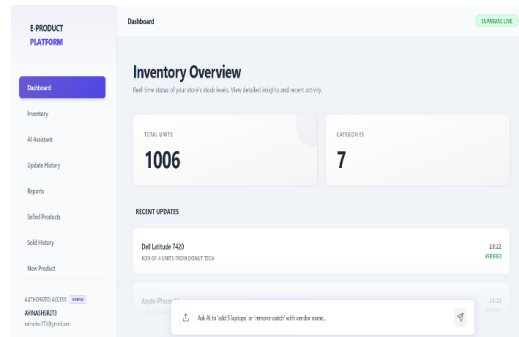 E-PRODUCT
PLATFORM
Dashboard
Inventory
AI Assistant
Update History
Reports
Selled Products
Sold History
New Product
AUTHORIZED ACCESS
AVINASHSR273
Dashboard
SUPABASE LIVE
Inventory Overview
Real-time status of your store's stock levels. View detailed insights and recent activity.
TOTAL UNITS
1006
CATEGORIES
7
RECENT UPDATES
Dell Latitude 7420
ADD OF 4 UNITS FROM DONUT TECH
23:22
VERIFIED
Apple Phone
23:22
Ask AI to 'add 5 laptops' or 'remove watch' with vendor name...